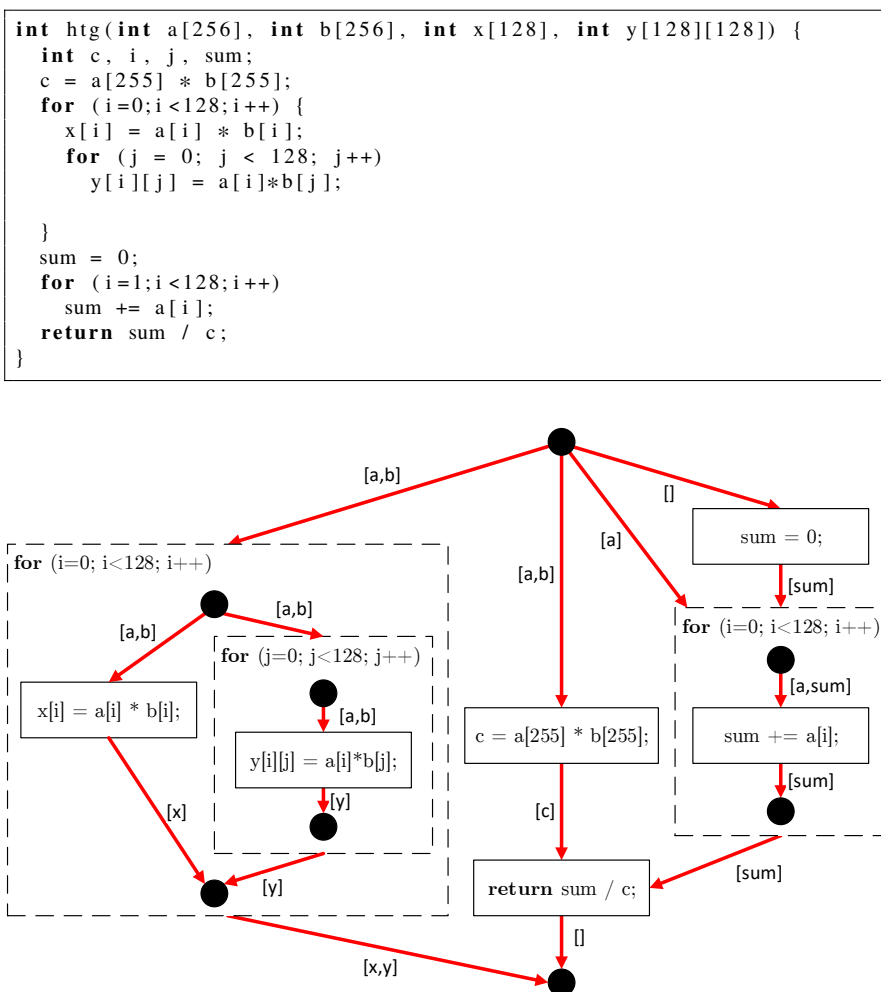 int htg(int a[256], int b[256], int x[128], int y[128][128]) {
int c, i, j, sum;
c = a[255] * b[255];
for (i=0;i<128;i++) {
x[i] = a[i] * b[i];
for (j = 0; j < 128; j++)
y[i][j] = a[i]*b[j];
}
sum = 0;
for (i=1;i<128;i++)
sum += a[i];
return sum / c;
}
[a,b]
[]
[a]
[a,b]
sum = 0;
[sum]
for (i=0; i<128; i++)
[a,b]
[a,b]
for (j=0; j<128; j++)
x[i] = a[i] * b[i];
[a,b]
y[i][j] = a[i]*b[j];
[y]
[x]
[y]
c = a[255] * b[255];
[c]
for (i=0; i<128; i++)
[a,sum]
sum += a[i];
[sum]
[sum]
return sum / c;
[]
[x,y]